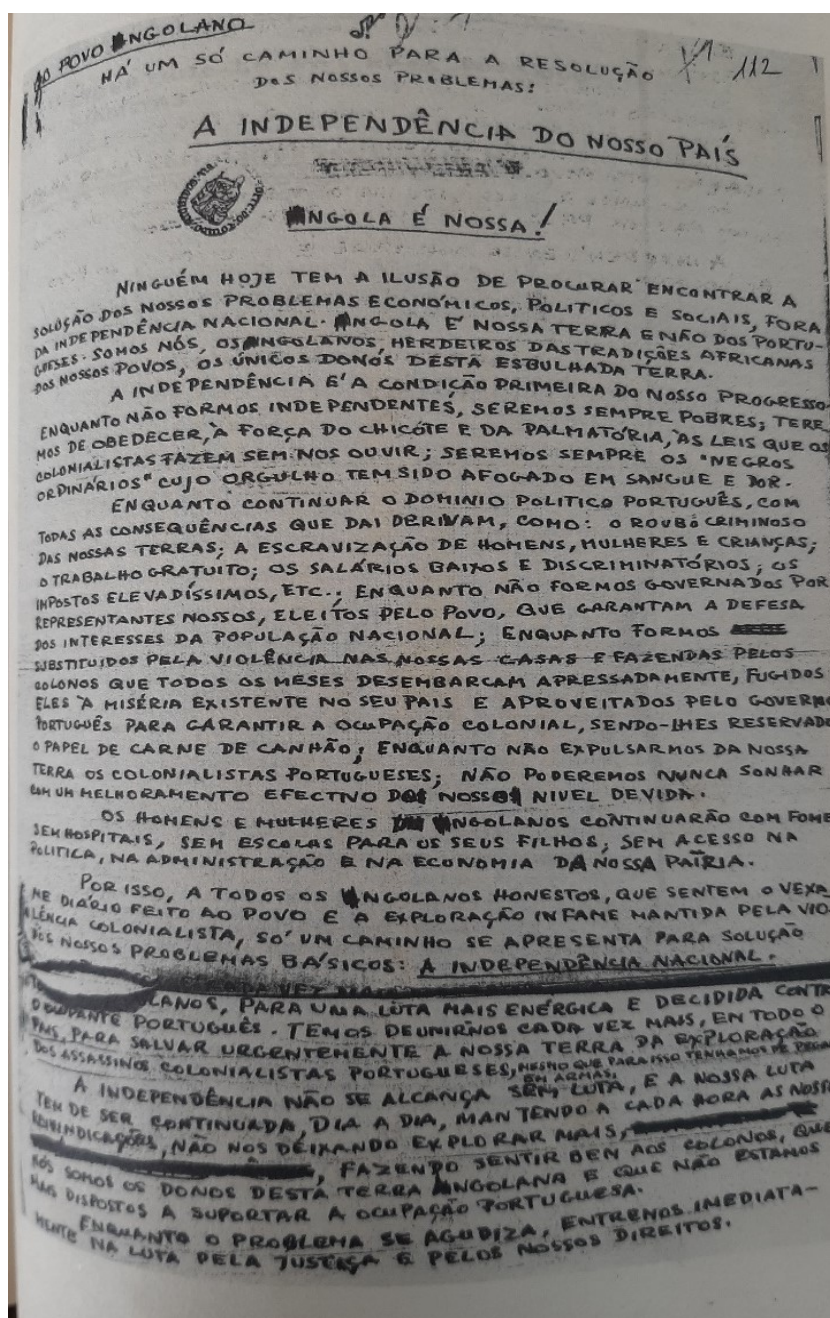 AO POVO ANGOLANO
112
HÁ UM SÓ CAMINHO PARA A RESOLUÇÃO
DOS NOSSOS PROBLEMAS:
A INDEPENDÊNCIA DO NOSSO PAÍS
ANGOLA É NOSSA!
NINGUÉM HOJE TEM A ILUSÃO DE PROCURAR ENCONTRAR A
SOLUÇÃO DOS NOSSOS PROBLEMAS ECONÓMICOS, POLITICOS E SOCIAIS, FORA
DA INDEPENDÊNCIA NACIONAL. ANGOLA É NOSSA TERRA E NÃO DOS PORTU-
GUESES. SOMOS NÓS, OS ANGOLANOS, HERDEIROS DAS TRADIÇÕES AFRICANAS
DOS NOSSOS POVOS, OS ÚNICOS DONOS DESTA ESBULHADA TERRA.
A INDEPENDÊNCIA É A CONDIÇÃO PRIMEIRA DO NOSSO PROGRESSO.
ENQUANTO NÃO FORMOS INDEPENDENTES, SEREMOS SEMPRE POBRES; TERE
MOS DE OBEDECER, À FORÇA DO CHICOTE E DA PALMATÓRIA, AS LEIS QUE OS
COLONIALISTAS FAZEM SEM NOS OUVIR; SEREMOS SEMPRE OS "NEGROS
ORDINÁRIOS" CUJO ORGULHO TEM SIDO AFOGADO EM SANGUE E DOR.
ENQUANTO CONTINUAR O DOMINIO POLITICO PORTUGUÊS, COM
TODAS AS CONSEQUÊNCIAS QUE DAI DERIVAM, COMO: O ROUBO CRIMINOSO
DAS NOSSAS TERRAS; A ESCRAVIZAÇÃO DE HOMENS, MULHERES E CRIANÇAS;
O TRABALHO GRATUITO; OS SALÁRIOS BAIXOS E DISCRIMINATÓRIOS; OS
IMPOSTOS ELEVADÍSSIMOS, ETC.; ENQUANTO NÃO FORMOS GOVERNADOS POR
REPRESENTANTES NOSSOS, ELEITOS PELO POVO, QUE GARANTAM A DEFESA
DOS INTERESSES DA POPULAÇÃO NACIONAL; ENQUANTO FORMOS
SUBSTITUIDOS PELA VIOLÊNCIA NAS NOSSAS CASAS E FAZENDAS PELOS
COLONOS QUE TODOS OS MESES DESEMBARCAM APRESSADAMENTE, FUGIDOS
ELES À MISÉRIA EXISTENTE NO SEU PAIS E APROVEITADOS PELO GOVERNO
PORTUGUÊS PARA GARANTIR A OCUPAÇÃO COLONIAL, SENDO-LHES RESERVADO
O PAPEL DE CARNE DE CANHÃO; ENQUANTO NÃO EXPULSARMOS DA NOSSA
TERRA OS COLONIALISTAS PORTUGUESES; NÃO PODEREMOS NUNCA SONHAR
COM UM MELHORAMENTO EFECTIVO DO NOSSO NIVEL DE VIDA.
OS HOMENS E MULHERES ANGOLANOS CONTINUARÃO COM FOME
SEM HOSPITAIS, SEM ESCOLAS PARA OS SEUS FILHOS; SEM ACESSO NA
POLITICA, NA ADMINISTRAÇÃO E NA ECONOMIA DA NOSSA PATRIA.
POR ISSO, A TODOS OS ANGOLANOS HONESTOS, QUE SENTEM O VEXA
ME DIÁRIO FEITO AO POVO E A EXPLORAÇÃO INFAME MANTIDA PELA VIO
LÊNCIA COLONIALISTA, SÓ UM CAMINHO SE APRESENTA PARA SOLUÇÃO
DOS NOSSOS PROBLEMAS BÁSICOS: A INDEPENDÊNCIA NACIONAL.
CADA VEZ
LANOS, PARA UMA LUTA MAIS ENÉRGICA E DECIDIDA CONTR
OCUPANTE PORTUGUÊS. TEMOS DE UNIRNOS CADA VEZ MAIS, EN TODO O
PAIS, PARA SALVAR URGENTEMENTE A NOSSA TERRA DA EXPLORAÇÃO
DOS ASSASSINOS COLONIALISTAS PORTUGUESES, MESMO QUE PARA ISSO TENHAMOS DE PEGA
EM ARMAS.
A INDEPENDÊNCIA NÃO SE ALCANÇA SEM LUTA, E A NOSSA LUTA
TEM DE SER CONTINUADA, DIA A DIA, MANTENDO A CADA HORA AS NOSSA
REIVINDICAÇÕES, NÃO NOS DEIXANDO EXPLORAR MAIS,
, FAZENDO SENTIR BEN AOS COLONOS, QUE
NÓS SOMOS OS DONOS DESTA TERRA ANGOLANA E QUE NÃO ESTAMOS
MAIS DISPOSTOS A SUPORTAR A OCUPAÇÃO PORTUGUESA.
ENQUANTO O PROBLEMA SE AGUDIZA, ENTREMOS IMEDIATA-
MENTE NA LUTA PELA JUSTIÇA E PELOS NOSSOS DIREITOS.